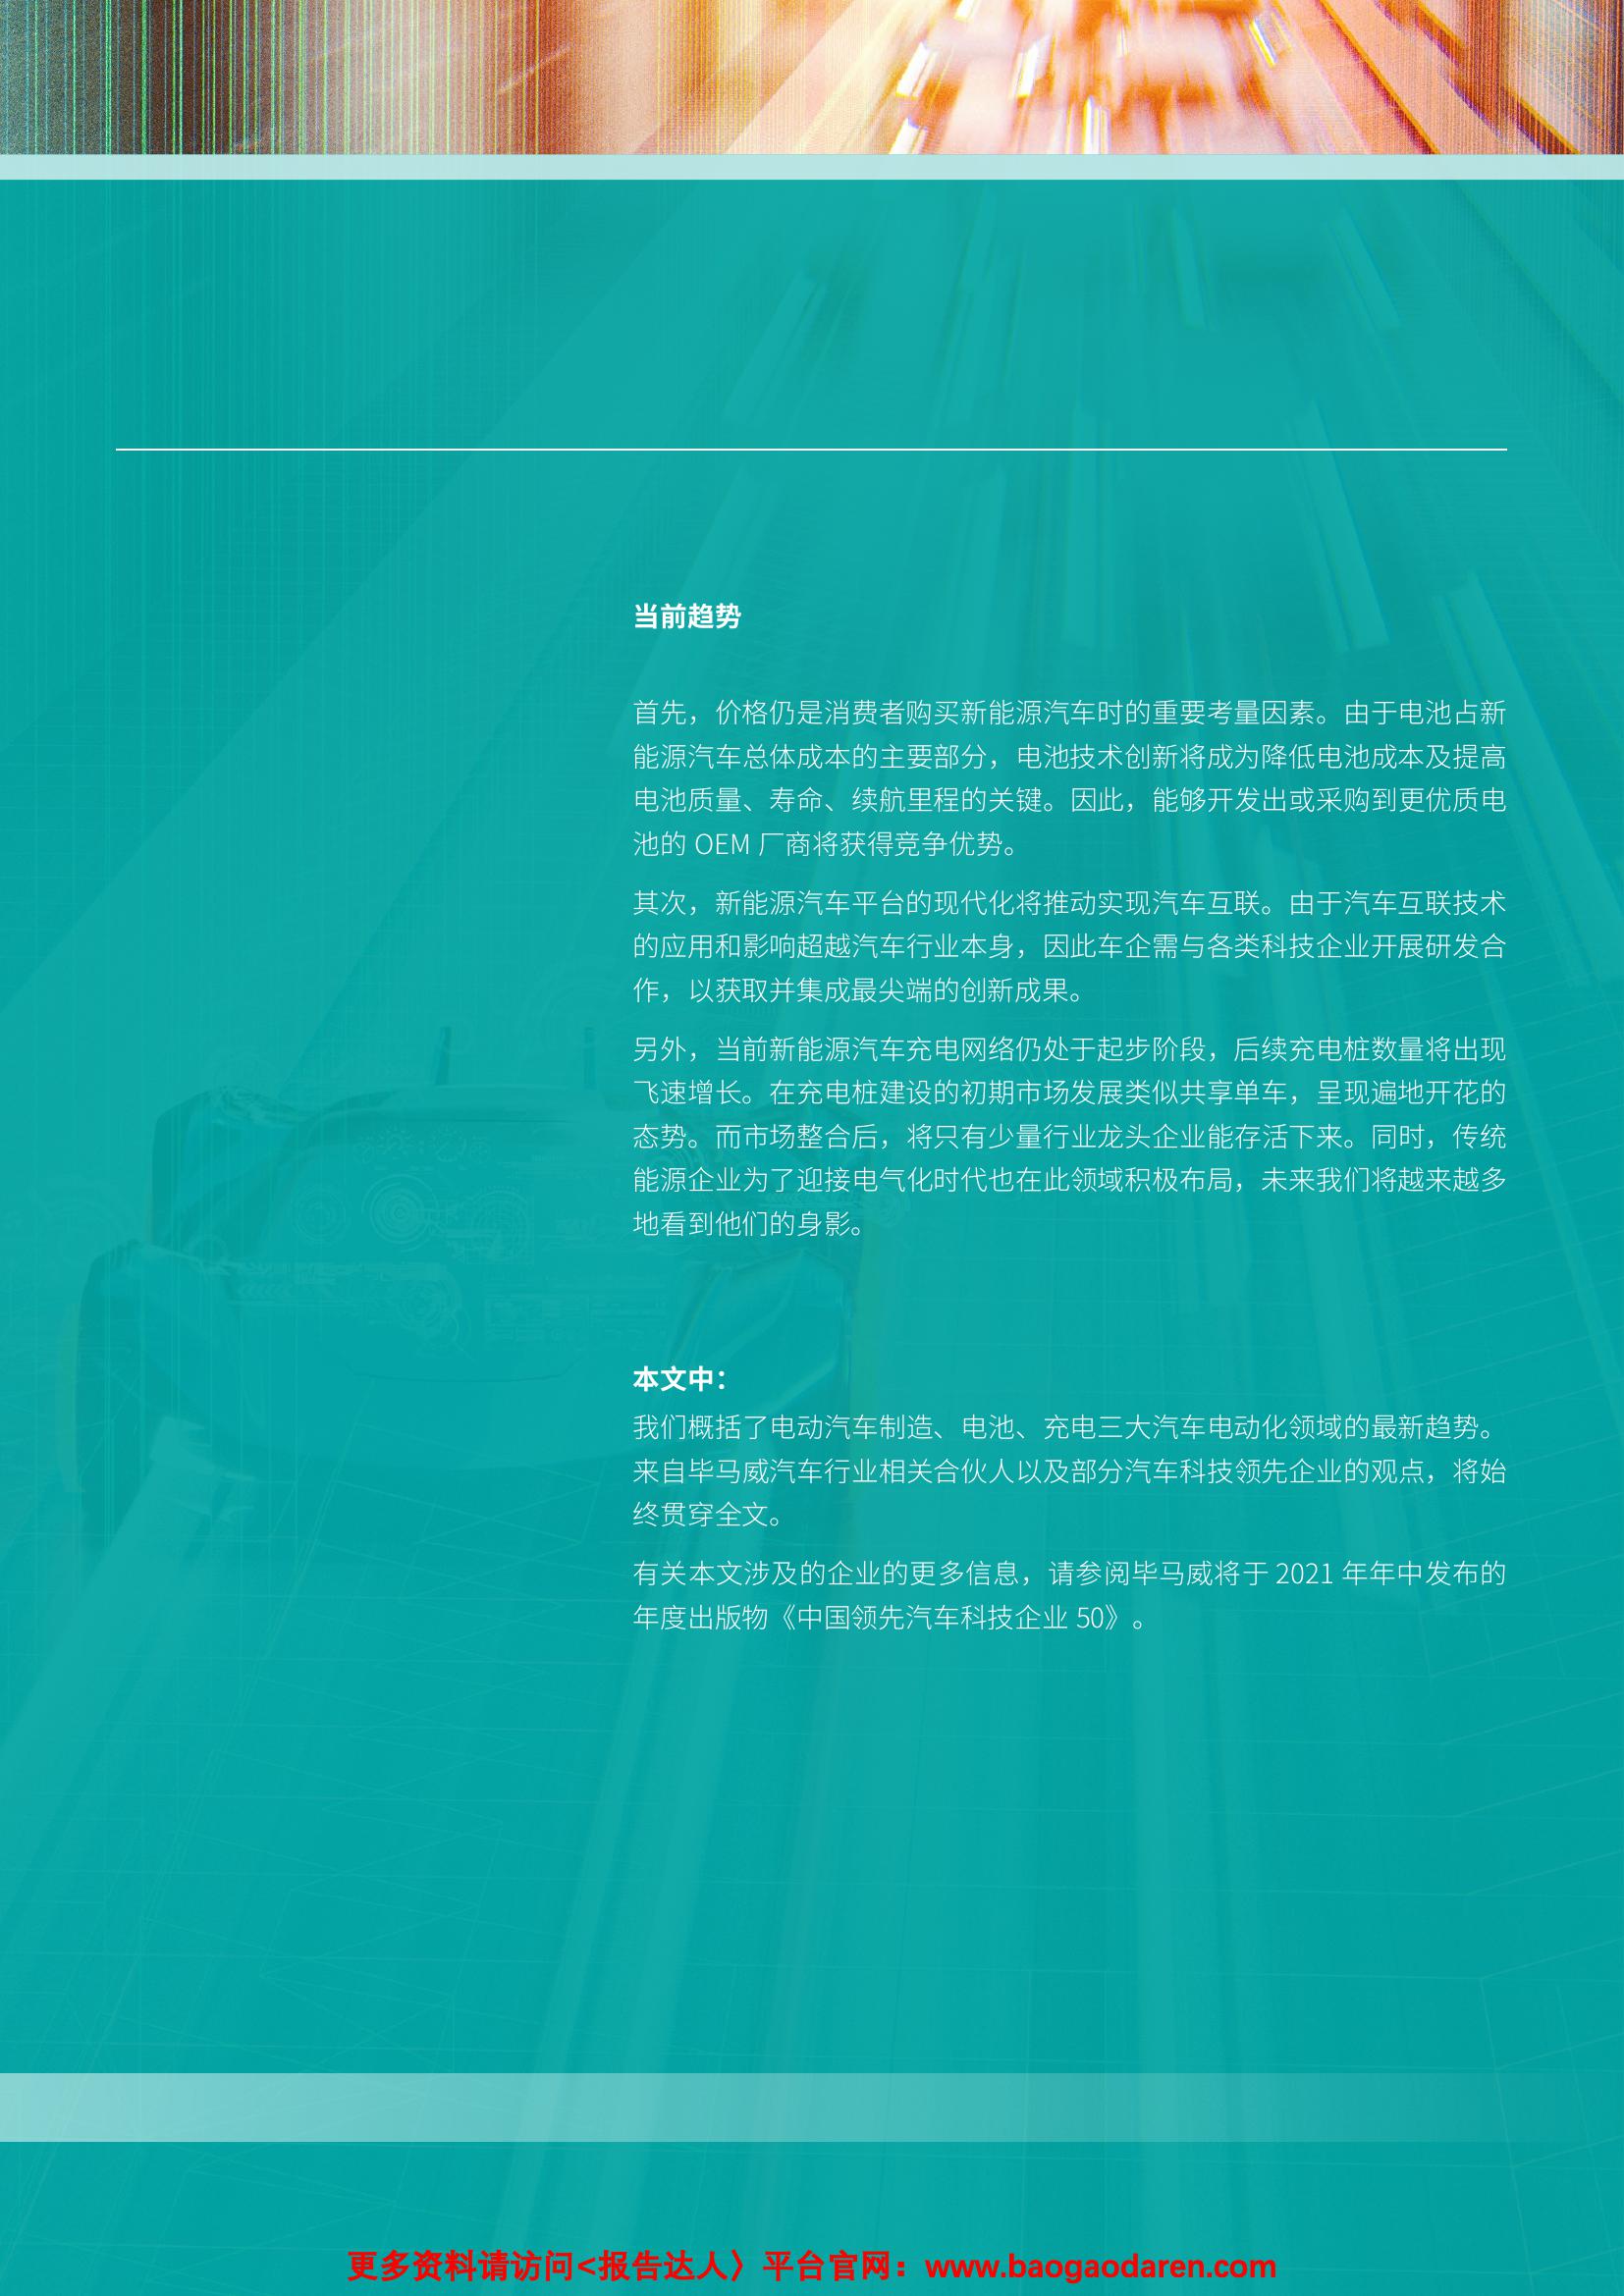 当前趋势
首先，价格仍是消费者购买新能源汽车时的重要考量因素。由于电池占新
能源汽车总体成本的主要部分，电池技术创新将成为降低电池成本及提高
电池质量、寿命、续航里程的关键。因此，能够开发出或采购到更优质电
池的 OEM 厂商将获得竞争优势。
其次，新能源汽车平台的现代化将推动实现汽车互联。由于汽车互联技术
的应用和影响超越汽车行业本身，因此车企需与各类科技企业开展研发合
作，以获取并集成最尖端的创新成果。
另外，当前新能源汽车充电网络仍处于起步阶段，后续充电桩数量将出现
飞速增长。在充电桩建设的初期市场发展类似共享单车，呈现遍地开花的
态势。而市场整合后，将只有少量行业龙头企业能存活下来。同时，传统
能源企业为了迎接电气化时代也在此领域积极布局，未来我们将越来越多
地看到他们的身影。
本文中：
我们概括了电动汽车制造、电池、充电三大汽车电动化领域的最新趋势。
来自毕马威汽车行业相关合伙人以及部分汽车科技领先企业的观点，将始
终贯穿全文。
有关本文涉及的企业的更多信息，请参阅毕马威将于 2021 年年中发布的
年度出版物《中国领先汽车科技企业 50》。
更多资料请访问<报告达人〉平台官网：www.baogaodaren.com